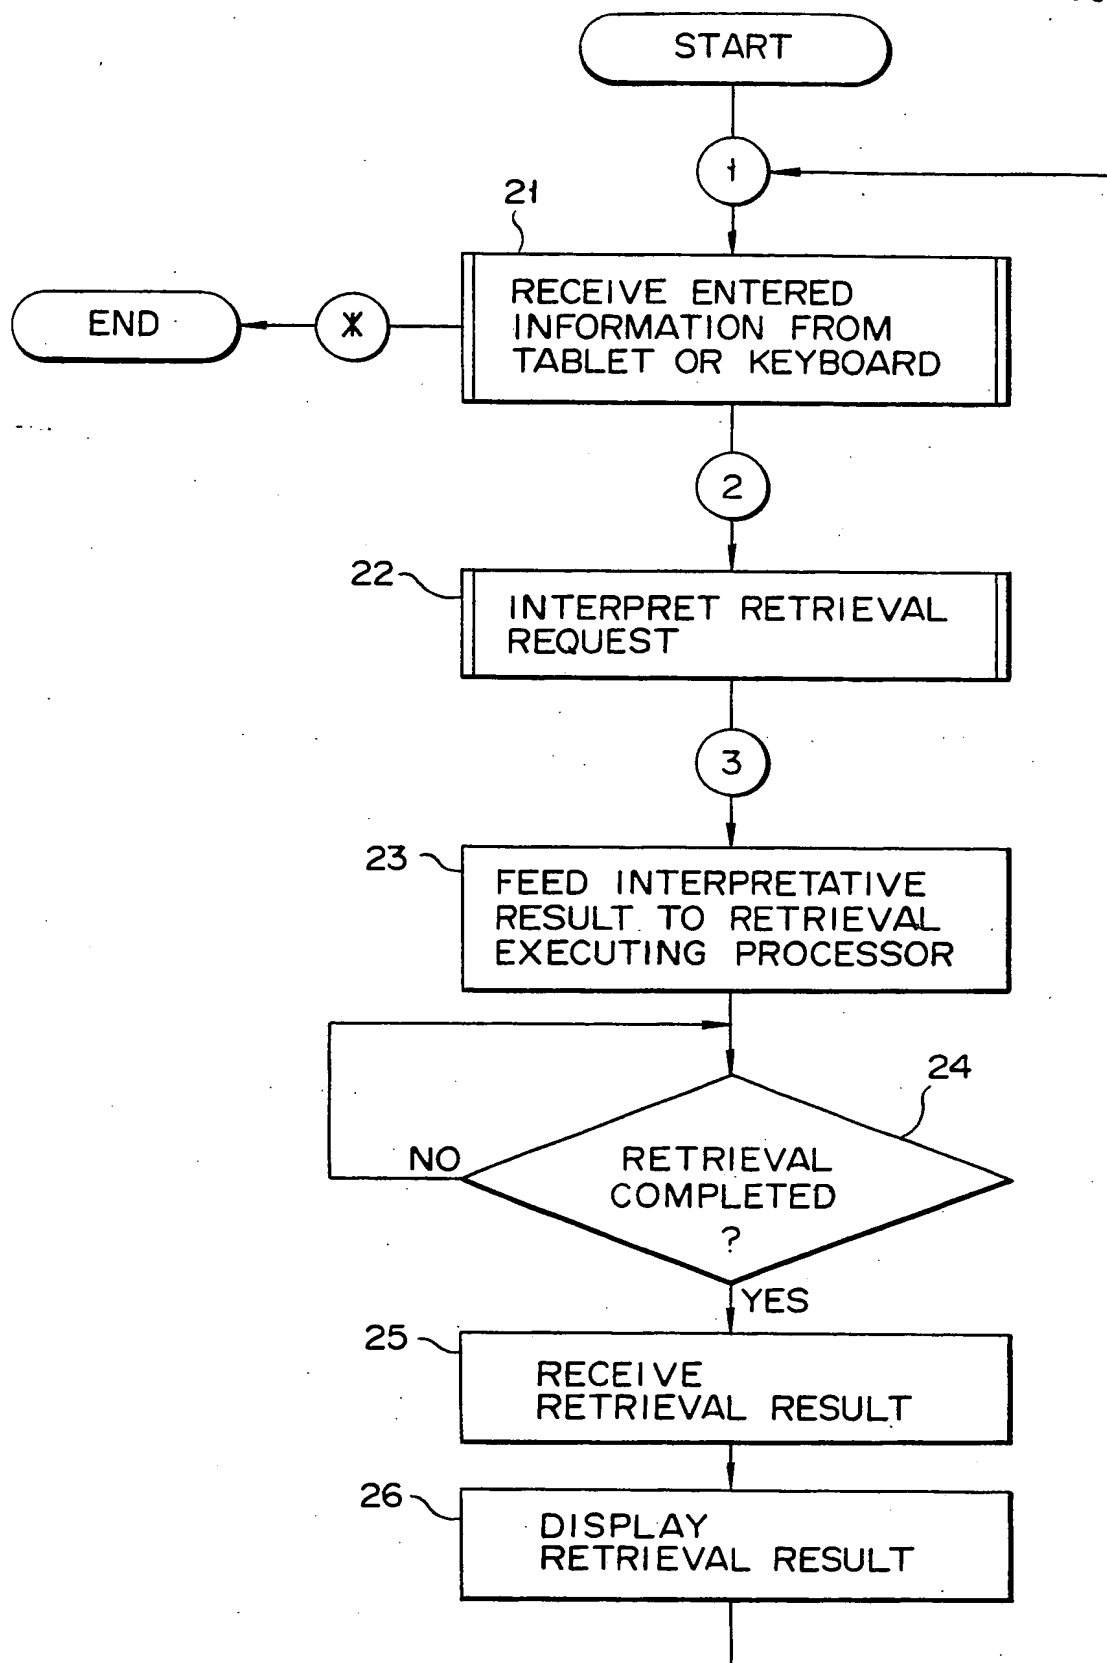 START
1
21
RECEIVE ENTERED
INFORMATION FROM
TABLET OR KEYBOARD
END
*
2
22
INTERPRET RETRIEVAL
REQUEST
3
23
FEED INTERPRETATIVE
RESULT TO RETRIEVAL
EXECUTING PROCESSOR
24
NO
RETRIEVAL
COMPLETED
?
YES
25
RECEIVE
RETRIEVAL RESULT
26
DISPLAY
RETRIEVAL RESULT